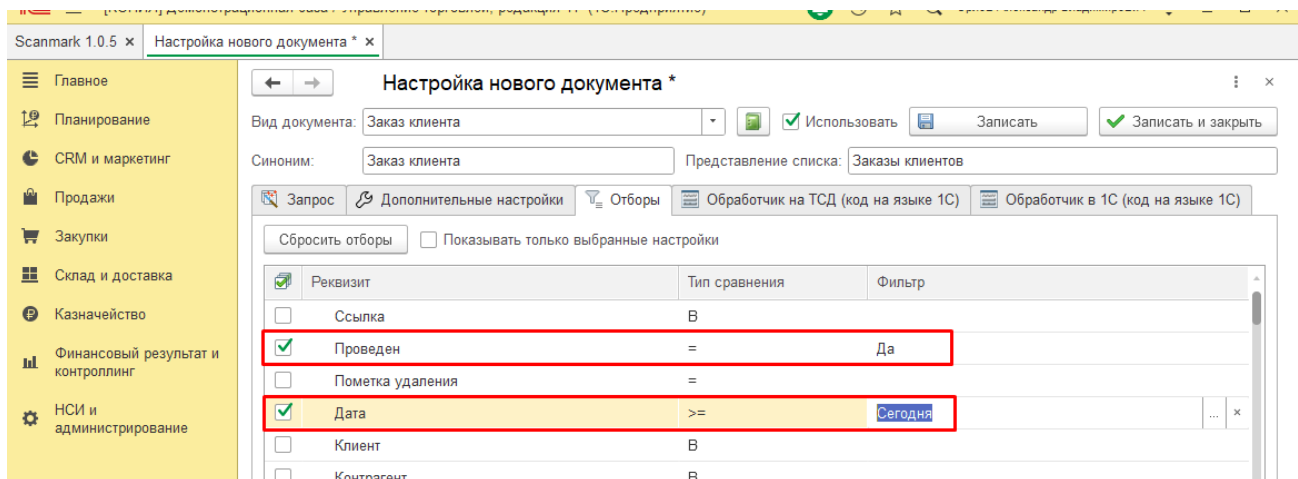 Scanmark 1.0.5 ×
Настройка нового документа * ×
Главное
Планирование
CRM и маркетинг
Продажи
Закупки
Склад и доставка
Казначейство
Финансовый результат и
контроллинг
НСИ и
администрирование
Настройка нового документа *
Вид документа: Заказ клиента Использовать Записать Записать и закрыть
Синоним: Заказ клиента Представление списка: Заказы клиентов
Запрос Дополнительные настройки Отборы Обработчик на ТСД (код на языке 1С) Обработчик в 1С (код на языке 1С)
Сбросить отборы Показывать только выбранные настройки
Реквизит Тип сравнения Фильтр
Ссылка В
Проведен = Да
Пометка удаления =
Дата >= Сегодня ... ×
Клиент В
Контрагент В